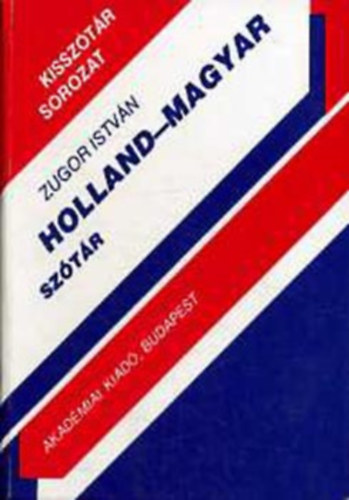 KISSZÓTÁR
SOROZAT
ZUGOR ISTVÁN
HOLLAND–MAGYAR
SZÓTÁR
AKADÉMIAI KIADÓ, BUDAPEST